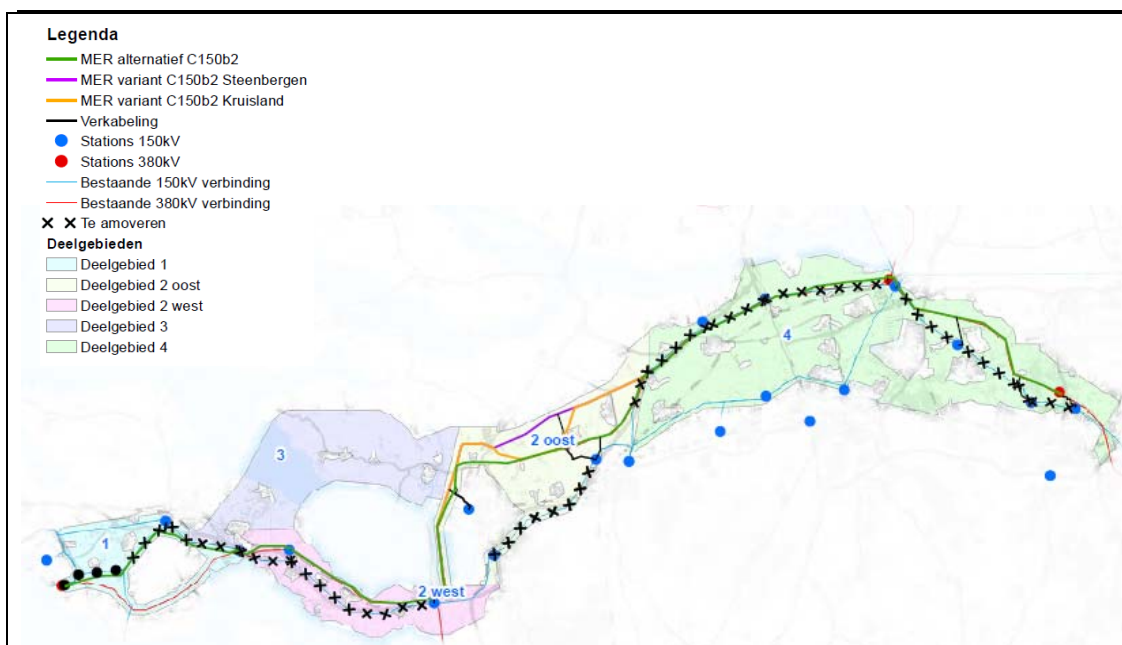 Legenda
MER alternatief C150b2
MER variant C150b2 Steenbergen
MER variant C150b2 Kruisland
Verkabeling
Stations 150kV
Stations 380kV
Bestaande 150kV verbinding
Bestaande 380kV verbinding
Te amoveren
Deelgebieden
Deelgebied 1
Deelgebied 2 oost
Deelgebied 2 west
Deelgebied 3
Deelgebied 4
4
2 oost
3
1
2 west